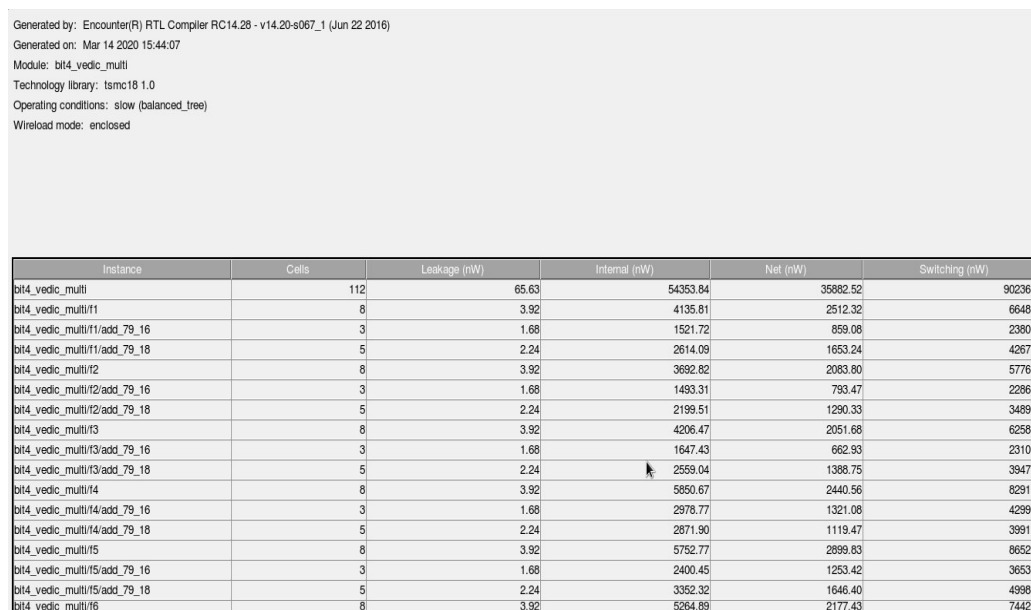 Generated by: Encounter(R) RTL Compiler RC14.28 - v14.20-s067_1 (Jun 22 2016)
Generated on: Mar 14 2020 15:44:07
Module: bit4_vedic_multi
Technology library: tsmc18 1.0
Operating conditions: slow (balanced_tree)
Wireload mode: enclosed
Instance Cells Leakage (nW) Internal (nW) Net (nW) Switching (nW)
bit4_vedic_multi 112 65.63 54353.84 35882.52 90236
bit4_vedic_multi/f1 8 3.92 4135.81 2512.32 6648
bit4_vedic_multi/f1/add_79_16 3 1.68 1521.72 859.08 2380
bit4_vedic_multi/f1/add_79_18 5 2.24 2614.09 1653.24 4267
bit4_vedic_multi/f2 8 3.92 3692.82 2083.80 5776
bit4_vedic_multi/f2/add_79_16 3 1.68 1493.31 793.47 2286
bit4_vedic_multi/f2/add_79_18 5 2.24 2199.51 1290.33 3489
bit4_vedic_multi/f3 8 3.92 4206.47 2051.68 6258
bit4_vedic_multi/f3/add_79_16 3 1.68 1647.43 662.93 2310
bit4_vedic_multi/f3/add_79_18 5 2.24 2559.04 1388.75 3947
bit4_vedic_multi/f4 8 3.92 5850.67 2440.56 8291
bit4_vedic_multi/f4/add_79_16 3 1.68 2978.77 1321.08 4299
bit4_vedic_multi/f4/add_79_18 5 2.24 2871.90 1119.47 3991
bit4_vedic_multi/f5 8 3.92 5752.77 2899.83 8652
bit4_vedic_multi/f5/add_79_16 3 1.68 2400.45 1253.42 3653
bit4_vedic_multi/f5/add_79_18 5 2.24 3352.32 1646.40 4998
bit4_vedic_multi/f6 8 3.92 5264.89 2177.43 7442